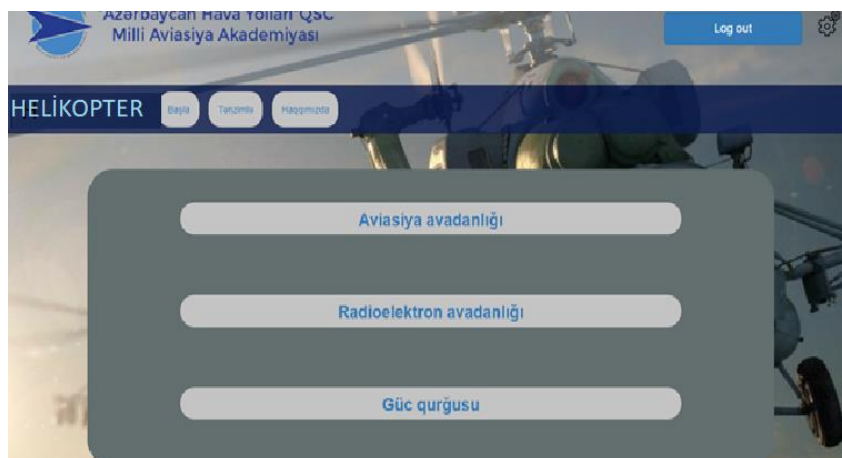 Azərbaycan Hava Yolları QSC
Milli Aviasiya Akademiyası
Log out
HELİKOPTER
Başla
Tənzimlə
Haqqımızda
Aviasiya avadanlığı
Radioelektron avadanlığı
Güc qurğusu